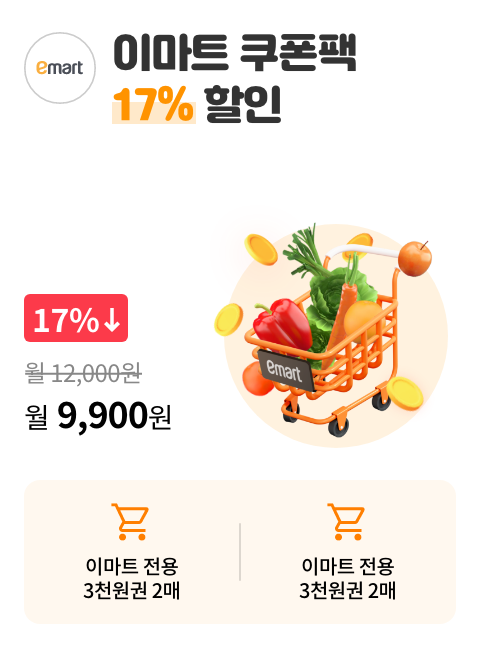 emart
이마트 쿠폰팩
17% 할인
17%↓
월 12,000원
월 9,900원
emart
이마트 전용
3천원권 2매
이마트 전용
3천원권 2매